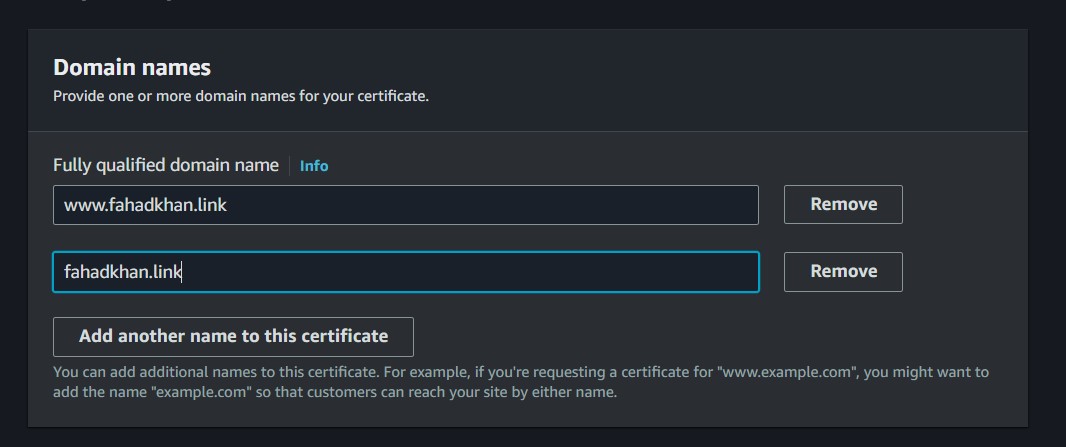 Domain names
Provide one or more domain names for your certificate.
Fully qualified domain name Info
www.fahadkhan.link Remove
fahadkhan.link Remove
Add another name to this certificate
You can add additional names to this certificate. For example, if you're requesting a certificate for "www.example.com", you might want to
add the name "example.com" so that customers can reach your site by either name.